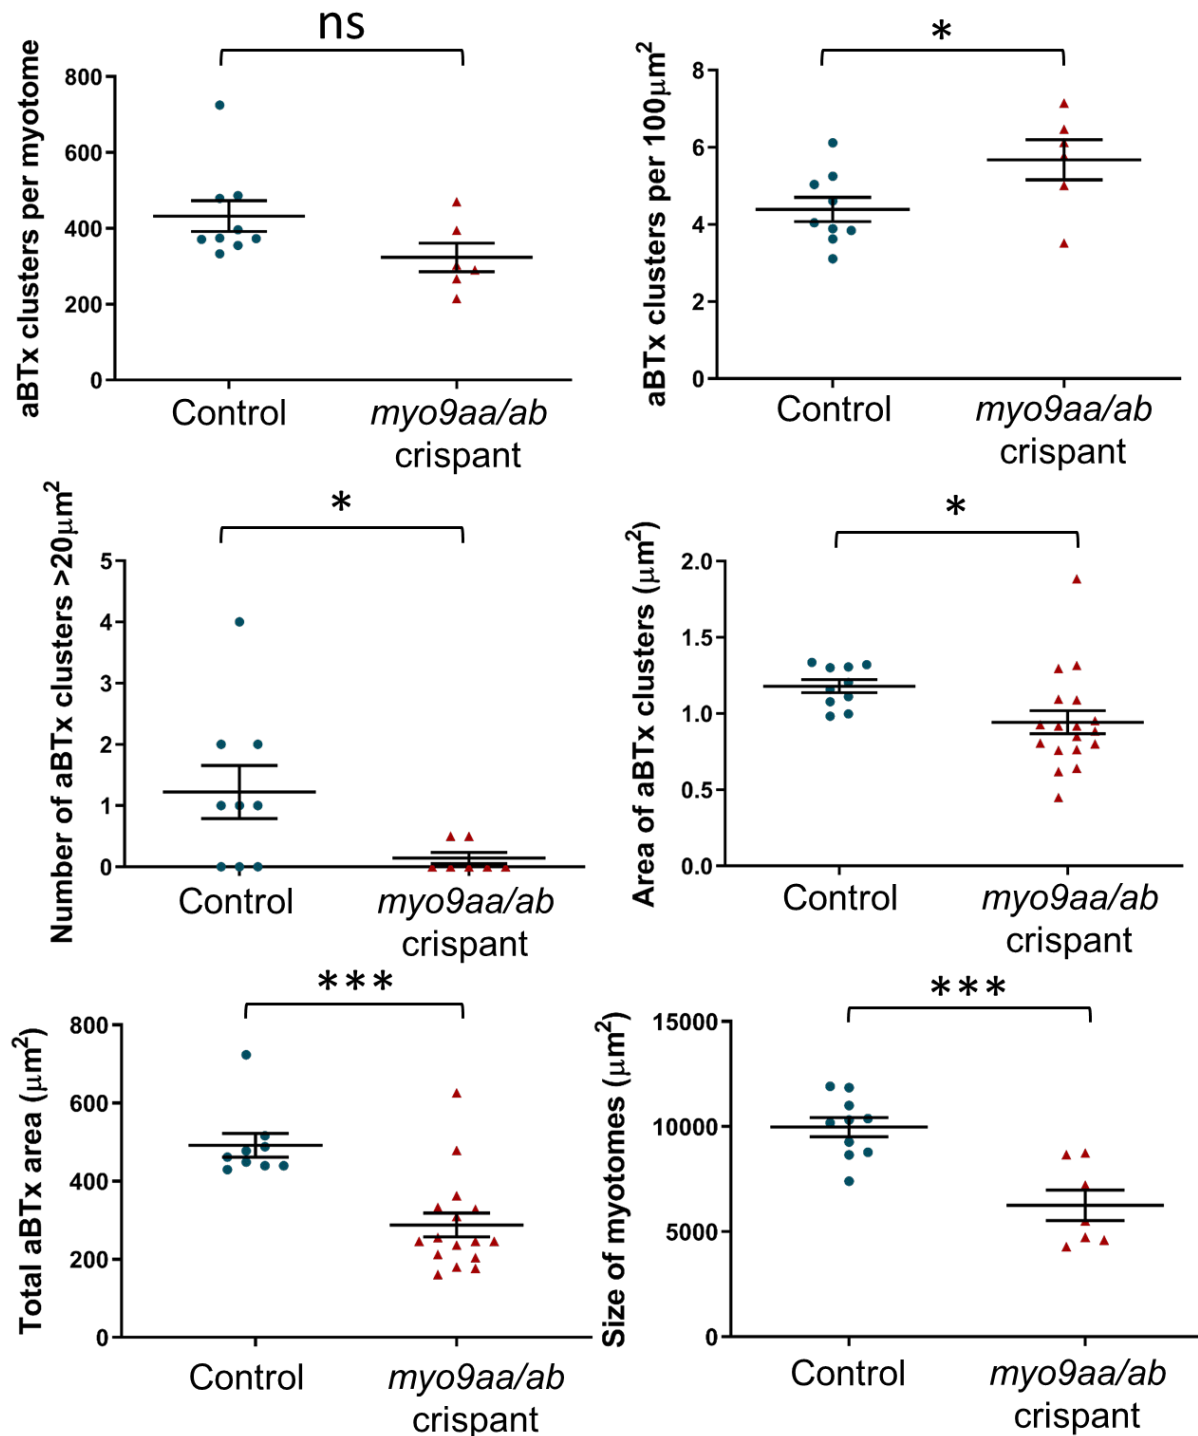 ns
aBTx clusters per myotome
800
600
400
200
0
Control
myo9aa/ab
crispant
*
aBTx clusters per 100μm²
8
6
4
2
0
Control
myo9aa/ab
crispant
*
Number of aBTx clusters >20μm²
5
4
3
2
1
0
Control
myo9aa/ab
crispant
*
Area of aBTx clusters (μm²)
2.0
1.5
1.0
0.5
0.0
Control
myo9aa/ab
crispant
***
Total aBTx area (μm²)
800
600
400
200
0
Control
myo9aa/ab
crispant
***
Size of myotomes (μm²)
15000
10000
5000
0
Control
myo9aa/ab
crispant